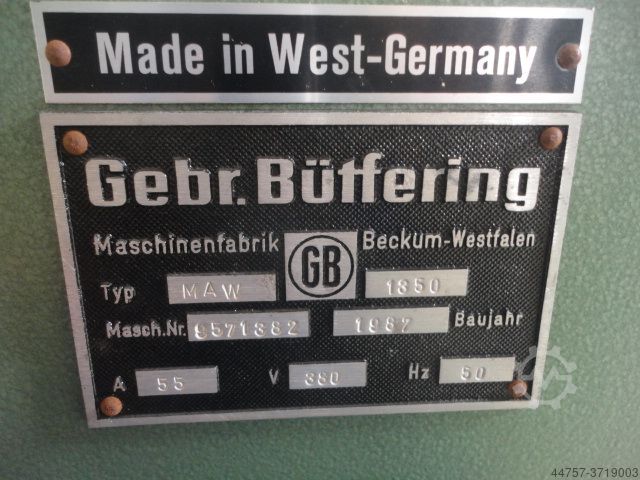 Made in West-Germany
Gebr. Bütfering
Maschinenfabrik GB Beckum-Westfalen
Typ MAW 1350
Masch.Nr. 9571382 1987 Baujahr
A 55 V 380 Hz 50
44757-3719003